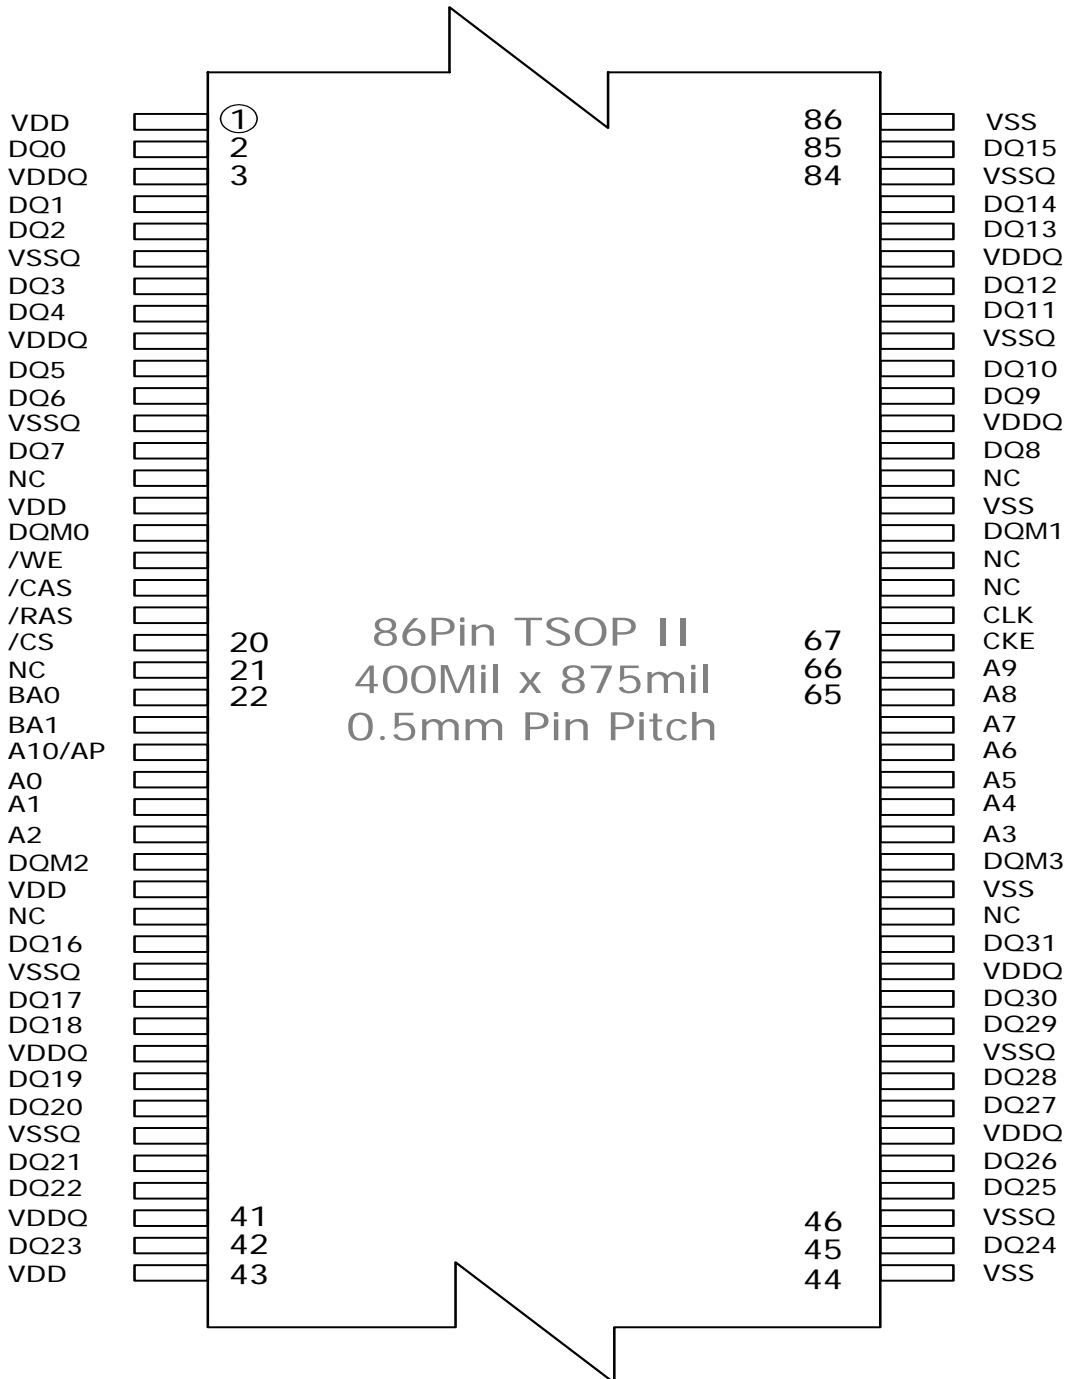 VDD 1 86 VSS
DQ0 2 85 DQ15
VDDQ 3 84 VSSQ
DQ1 DQ14
DQ2 DQ13
VSSQ VDDQ
DQ3 DQ12
DQ4 DQ11
VDDQ VSSQ
DQ5 DQ10
DQ6 DQ9
VSSQ VDDQ
DQ7 DQ8
NC NC
VDD VSS
DQM0 DQM1
/WE NC
/CAS NC
/RAS CLK
/CS 20 86Pin TSOP II 67 CKE
NC 21 400Mil x 875mil 66 A9
BA0 22 65 A8
BA1 0.5mm Pin Pitch A7
A10/AP A6
A0 A5
A1 A4
A2 A3
DQM2 DQM3
VDD VSS
NC NC
DQ16 DQ31
VSSQ VDDQ
DQ17 DQ30
DQ18 DQ29
VDDQ VSSQ
DQ19 DQ28
DQ20 DQ27
VSSQ VDDQ
DQ21 DQ26
DQ22 DQ25
VDDQ 41 46 VSSQ
DQ23 42 45 DQ24
VDD 43 44 VSS